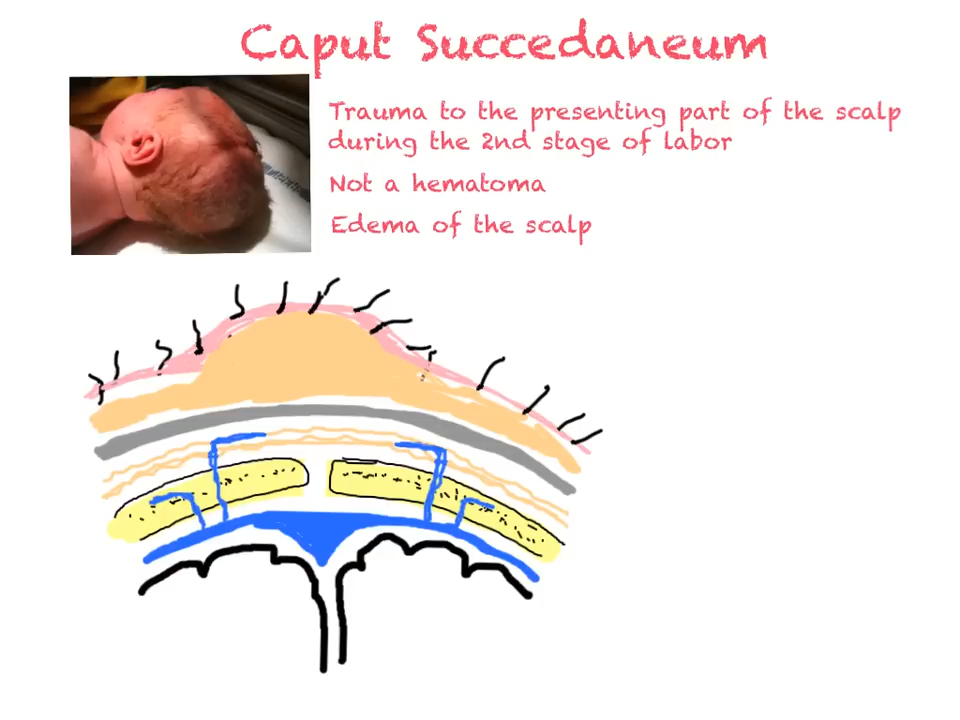 Caput Succedaneum
Trauma to the presenting part of the scalp
during the 2nd stage of labor
Not a hematoma
Edema of the scalp